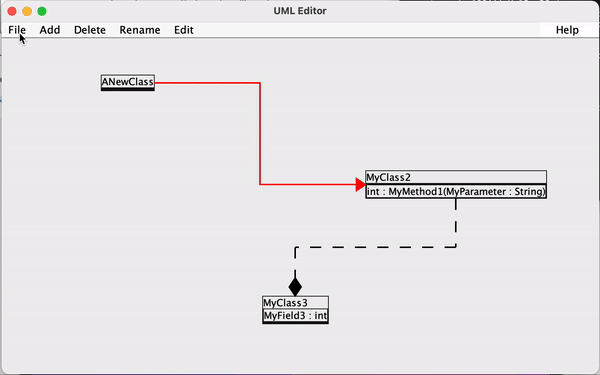 UML Editor
File Add Delete Rename Edit Help
ANewClass
MyClass2
int : MyMethod1(MyParameter : String)
MyClass3
MyField3 : int